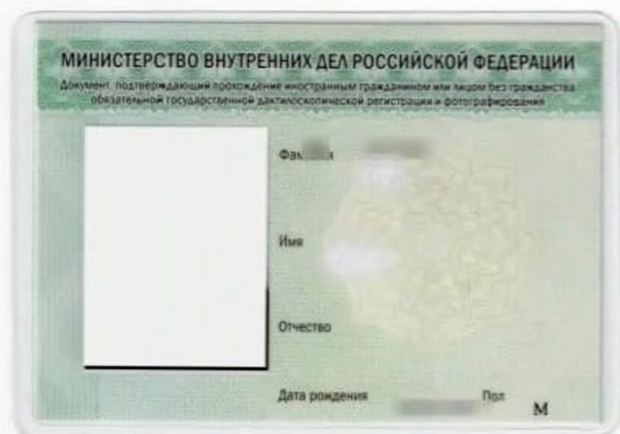 МИНИСТЕРСТВО ВНУТРЕННИХ ДЕЛ РОССИЙСКОЙ ФЕДЕРАЦИИ
Документ, подтверждающий прохождение иностранным гражданином или лицом без гражданства
обязательной государственной дактилоскопической регистрации и фотографирования
Имя
Отчество
Дата рождения
Пол
М